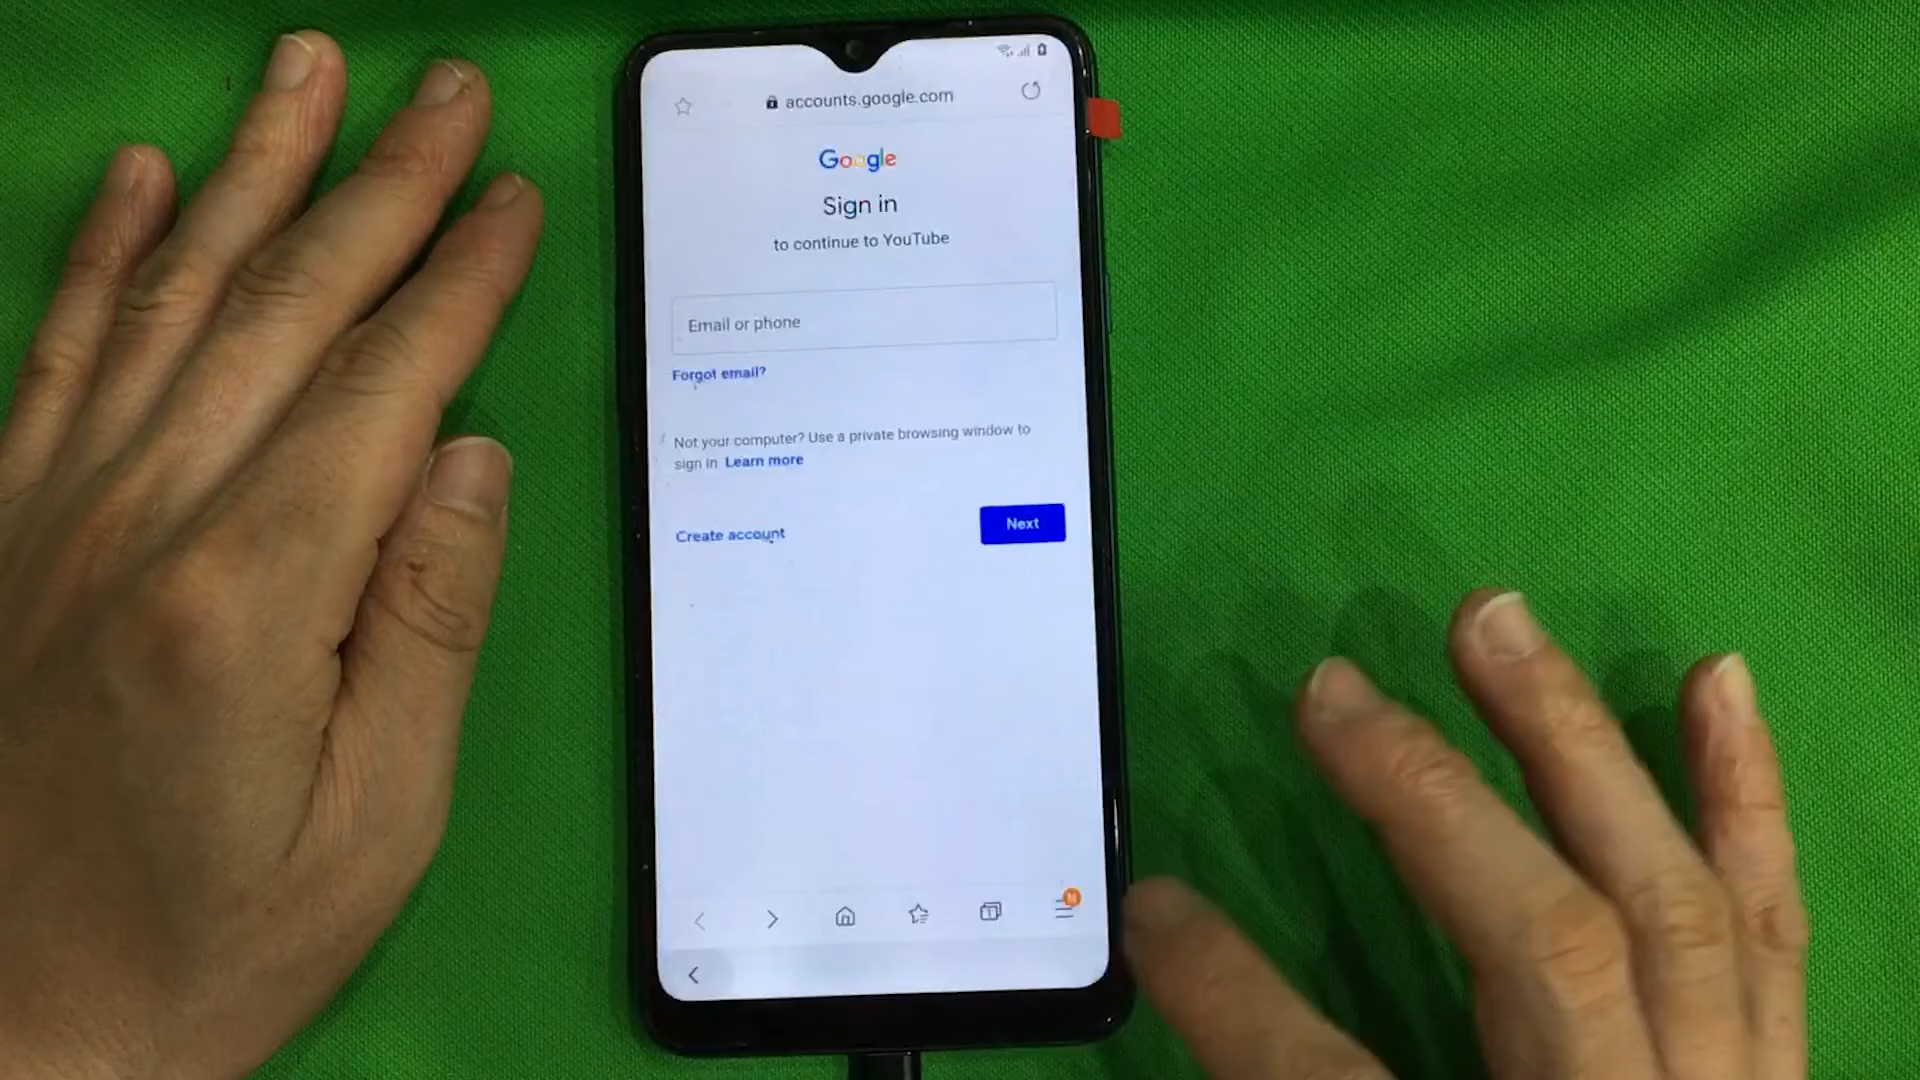 accounts.google.com
Google
Sign in
to continue to YouTube
Email or phone
Forgot email?
Not your computer? Use a private browsing window to
sign in. Learn more
Create account
Next
1
N